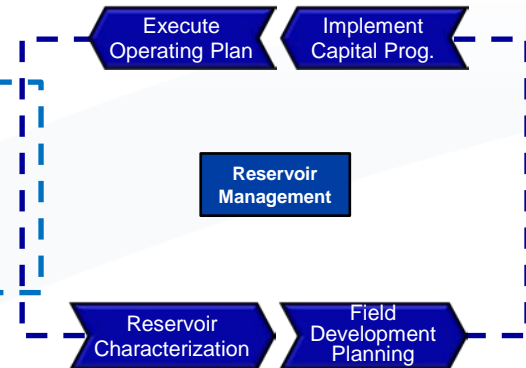 Execute
Operating Plan
Implement
Capital Prog.
Reservoir
Management
Reservoir
Characterization
Field
Development
Planning